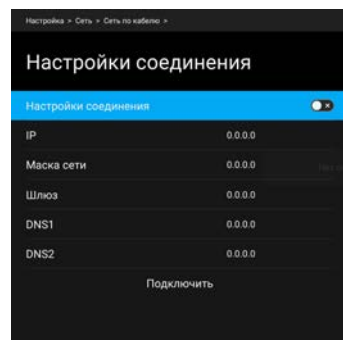 Настройка > Сеть > Сеть по кабелю >
Настройки соединения
Настройки соединения
IP 0.0.0.0
Маска сети 0.0.0.0
Шлюз 0.0.0.0
DNS1 0.0.0.0
DNS2 0.0.0.0
Подключить